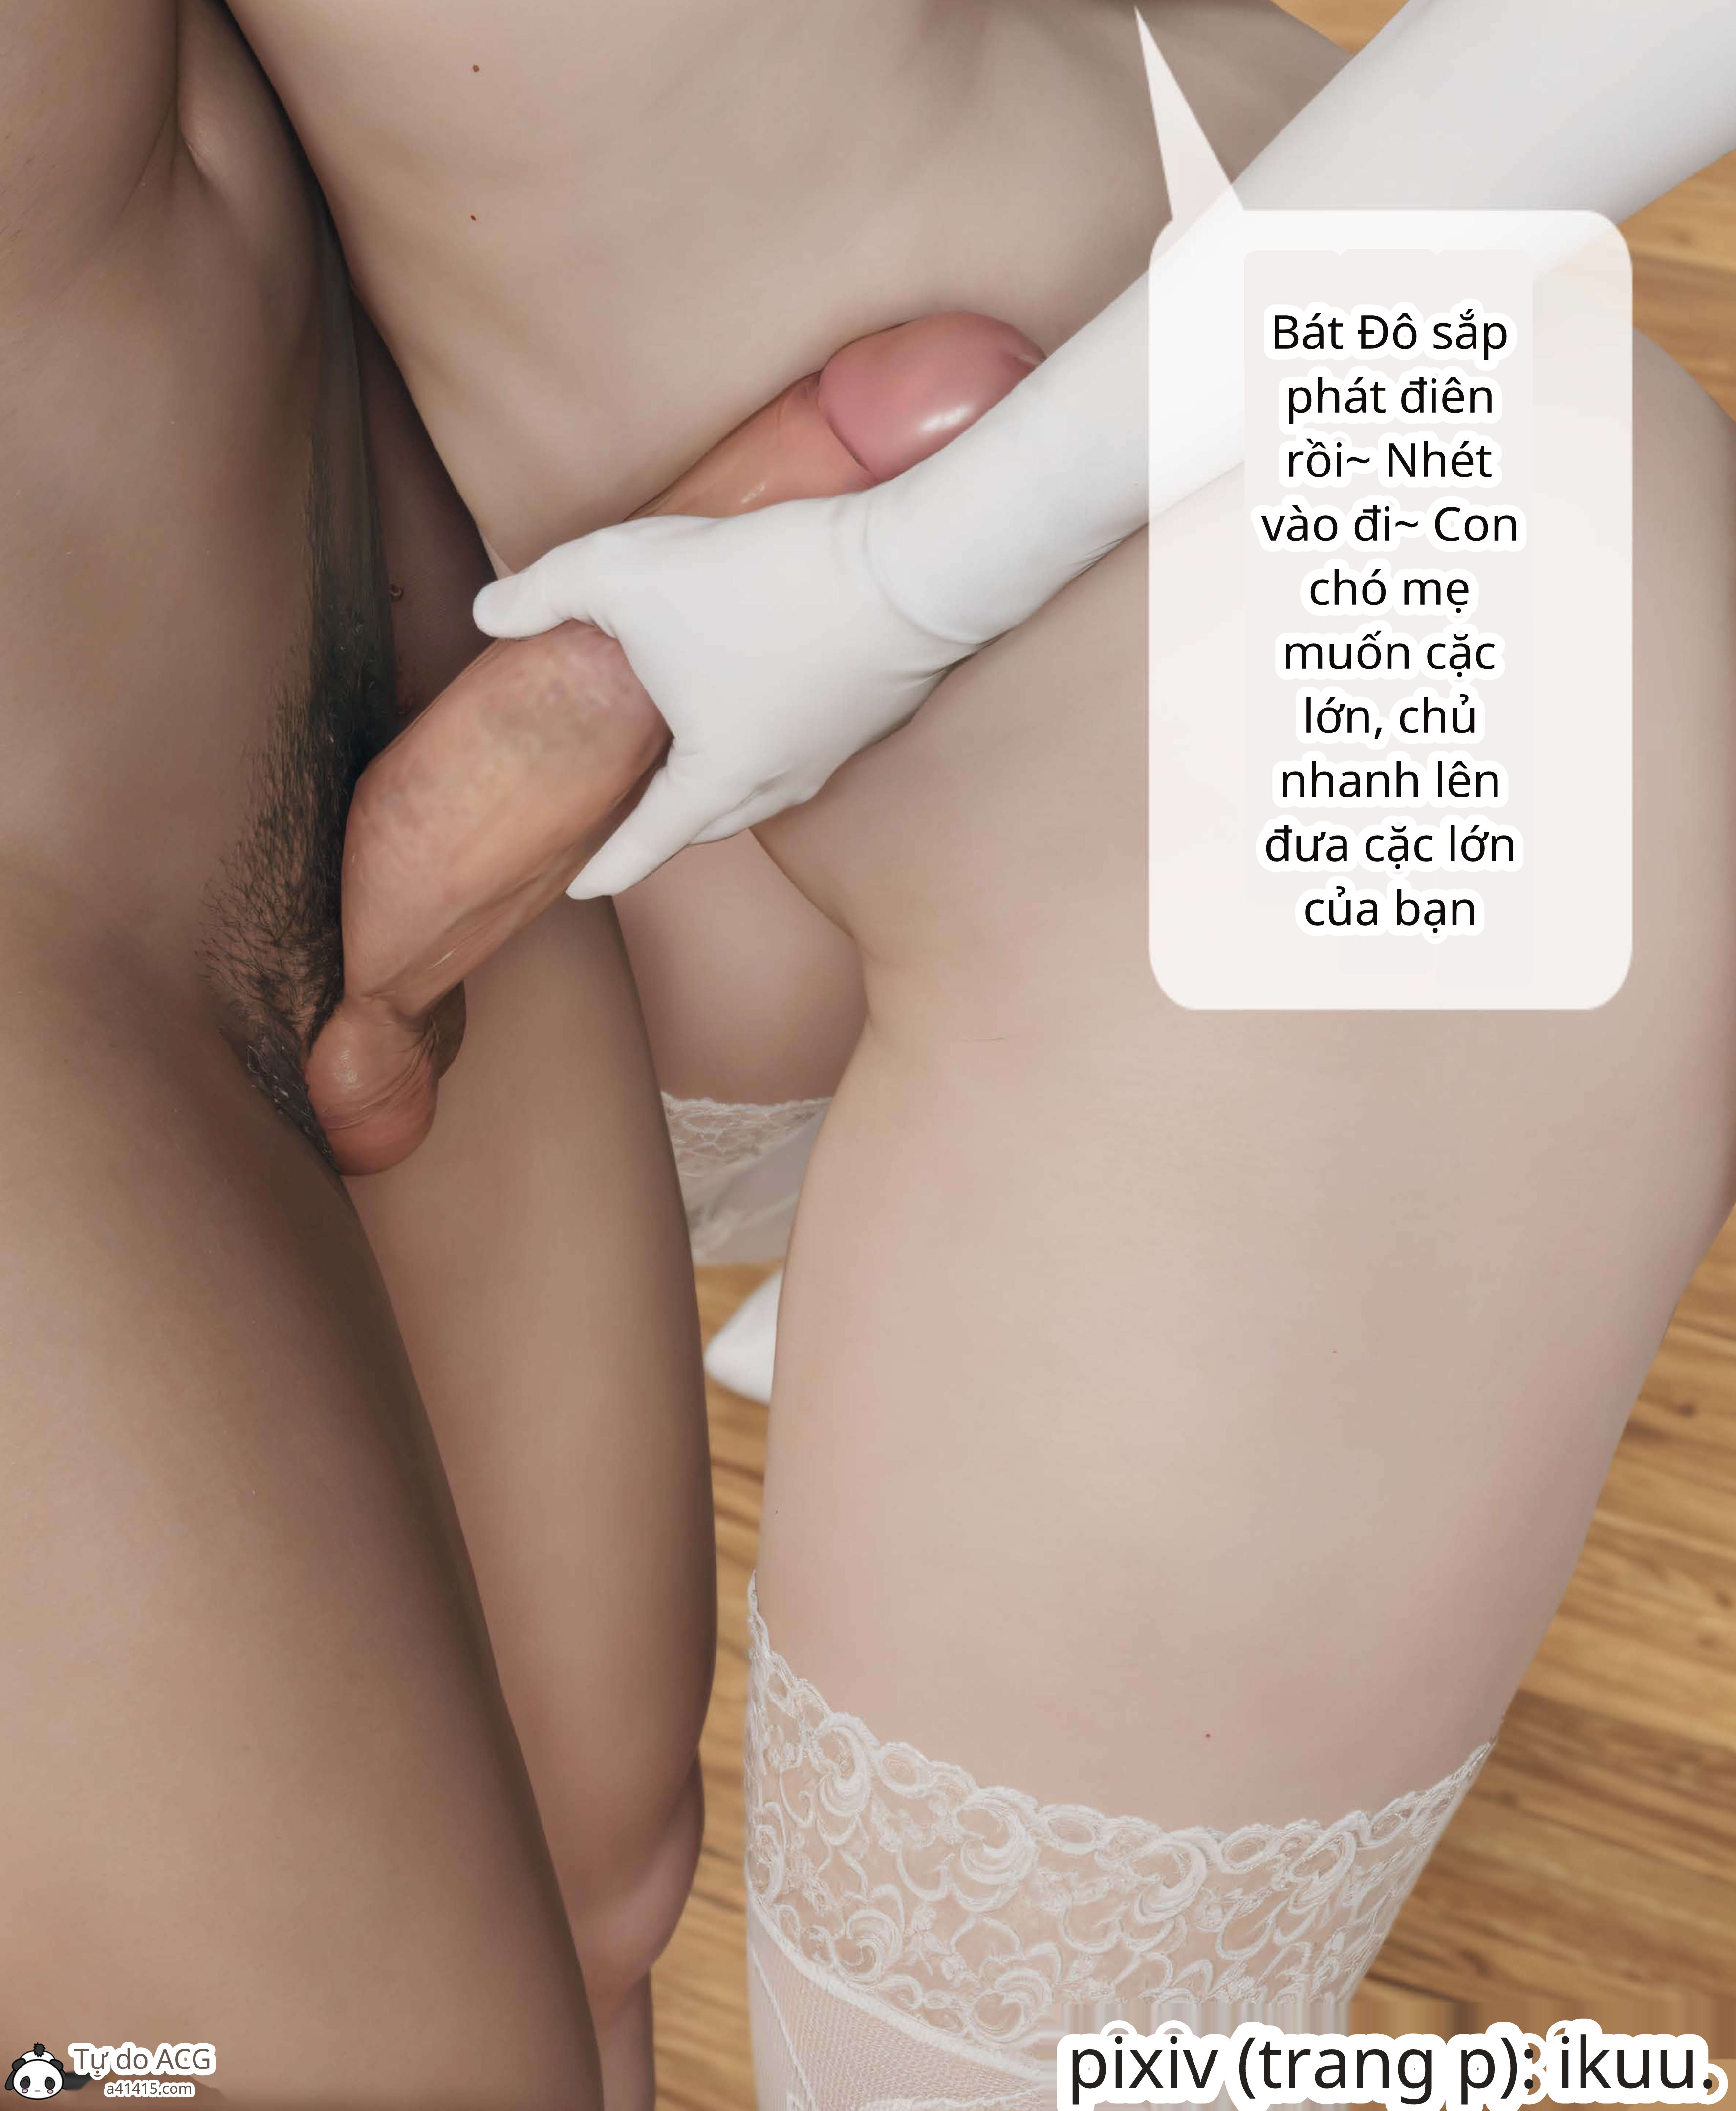 Bát Đô sắp
phát điên
rồi~ Nhét
vào đi~ Con
chó mẹ
muốn cặc
lớn, chủ
nhanh lên
đưa cặc lớn
của bạn
Tự do ACG
a41415.com
pixiv (trang p): ikuu.